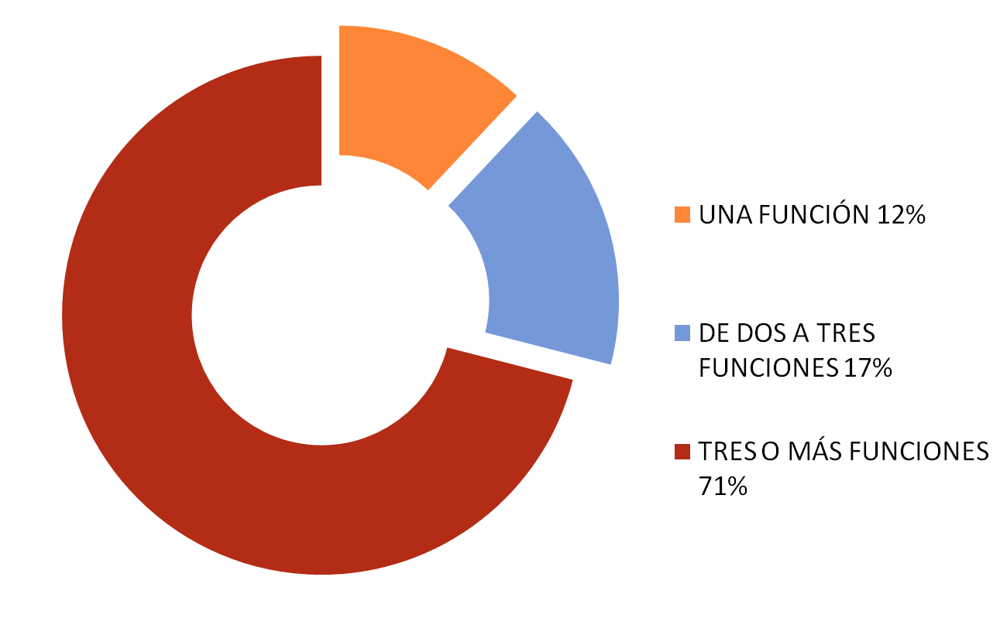 UNA FUNCIÓN 12%
DE DOS A TRES
FUNCIONES 17%
TRES O MÁS FUNCIONES
71%